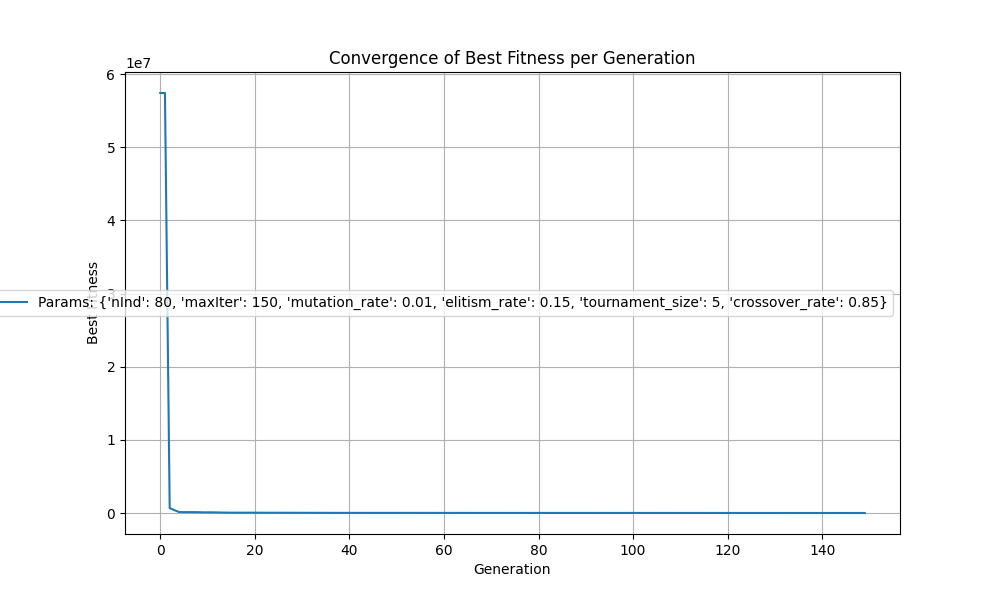 Convergence of Best Fitness per Generation
1e7
6
5
4
3
2
1
0
Best Fitness
Params: {'nInd': 80, 'maxIter': 150, 'mutation_rate': 0.01, 'elitism_rate': 0.15, 'tournament_size': 5, 'crossover_rate': 0.85}
0 20 40 60 80 100 120 140
Generation